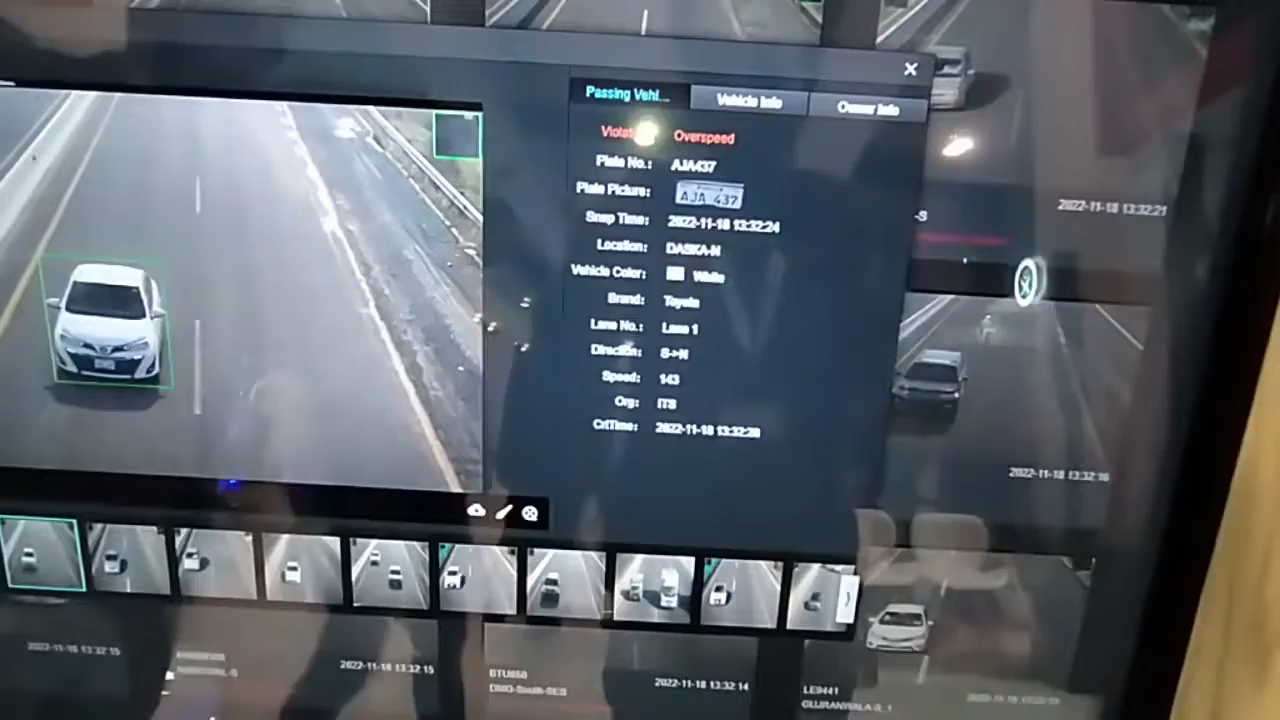 Passing Vehi...
Vehicle Info
Owner Info
Overspeed
Plate No.: AJA437
Plate Picture: AJA 437
Snap Time: 2022-11-18 13:32:24
Location: DASKA-N
Vehicle Color: White
Brand: Toyota
Lane No.: Lane 1
Direction: S->N
Speed: 143
Org: ITS
CrtTime: 2022-11-18 13:32:28
-S
2022-11-18 13:32:21
2022-11-18 13:32:16
2022-11-18 13:32:15
2022-11-18 13:32:15
2022-11-18 13:32:14
LE9441
GUJRANWALA-S_1